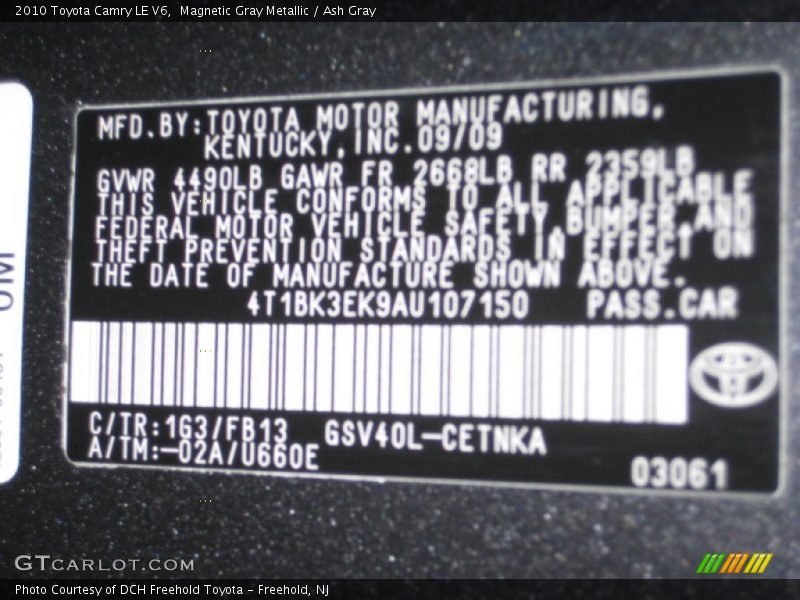 2010 Toyota Camry LE V6, Magnetic Gray Metallic / Ash Gray
MFD.BY:TOYOTA MOTOR MANUFACTURING,
KENTUCKY,INC.09/09
GVWR 4490LB GAWR FR 2668LB RR 2359LB
THIS VEHICLE CONFORMS TO ALL APPLICABLE
FEDERAL MOTOR VEHICLE SAFETY,BUMPER,AND
THEFT PREVENTION STANDARDS IN EFFECT ON
THE DATE OF MANUFACTURE SHOWN ABOVE.
4T1BK3EK9AU107150 PASS.CAR
C/TR:1G3/FB13 GSV40L-CETNKA
A/TM:-02A/U660E
03061
GTCARLOT.COM
Photo Courtesy of DCH Freehold Toyota - Freehold, NJ